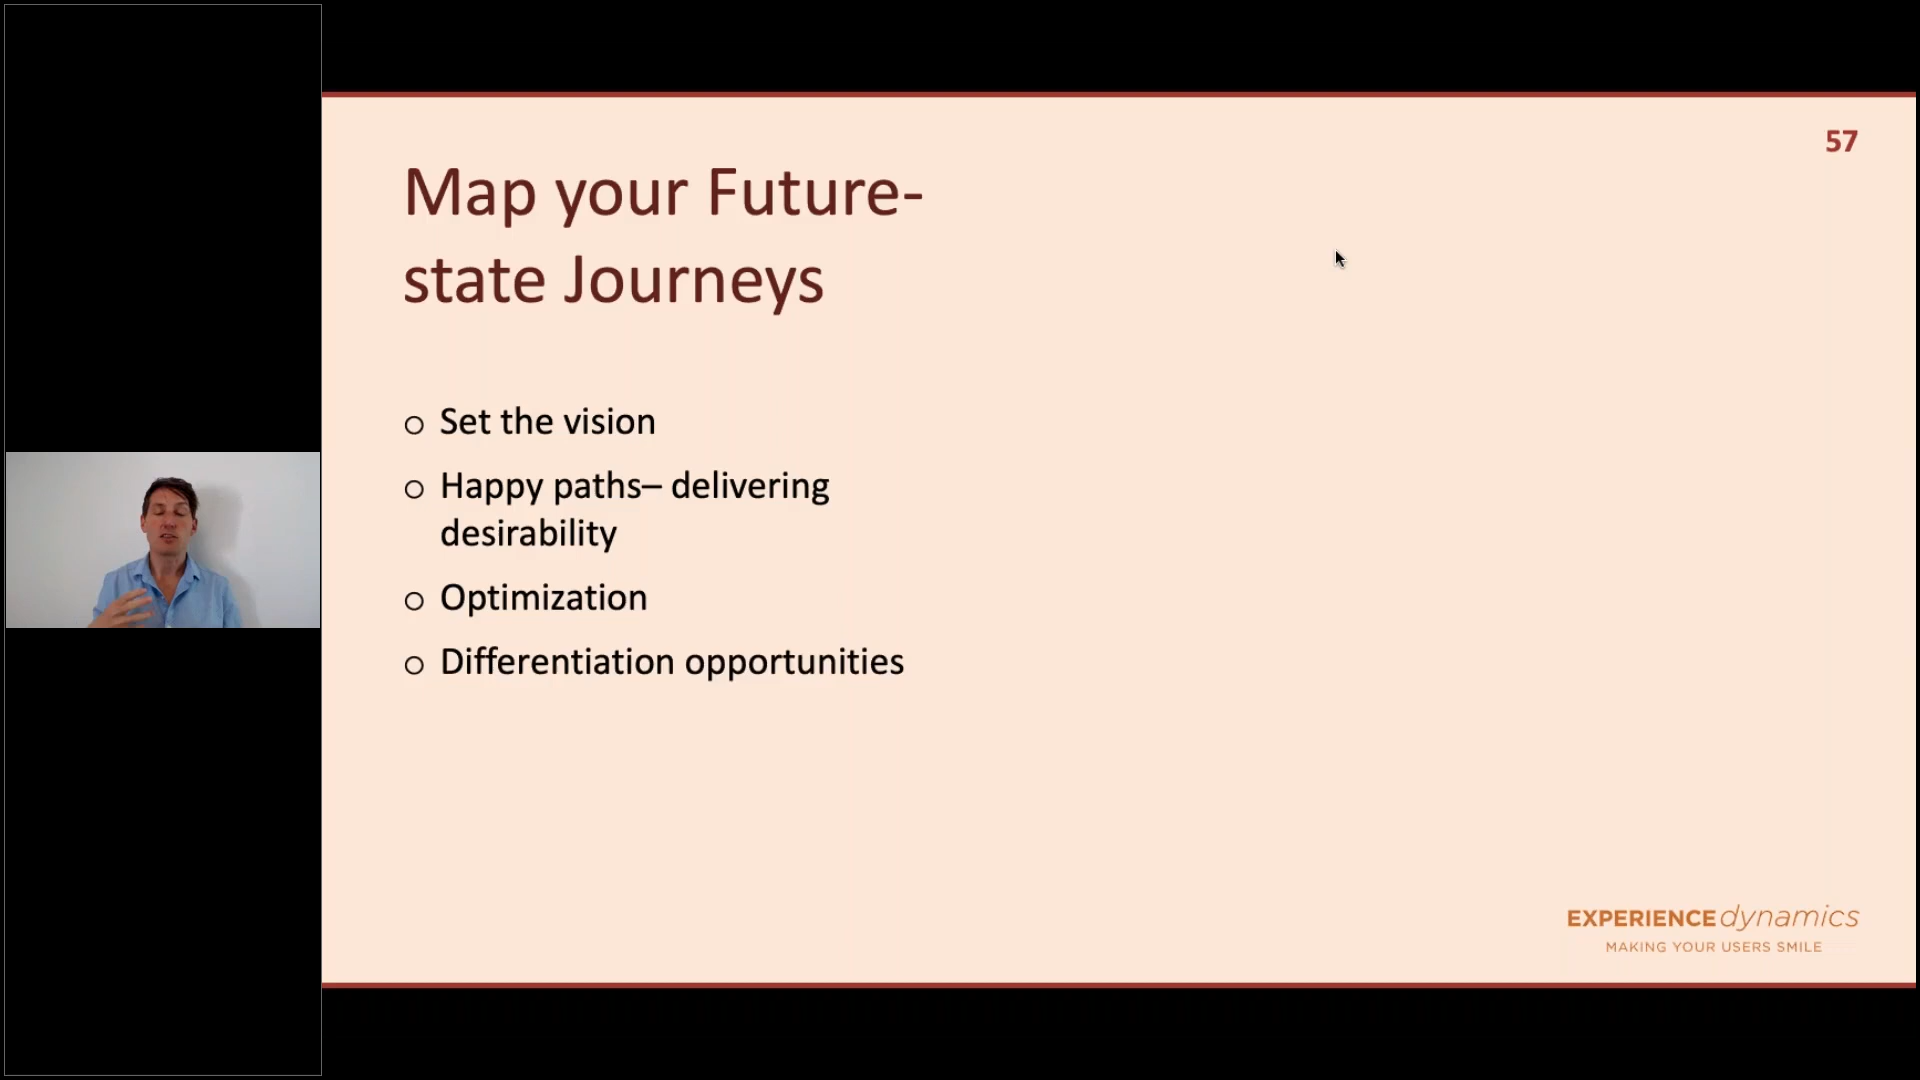 57
Map your Future-
state Journeys
Set the vision
Happy paths– delivering
desirability
Optimization
Differentiation opportunities
EXPERIENCE dynamics
MAKING YOUR USERS SMILE